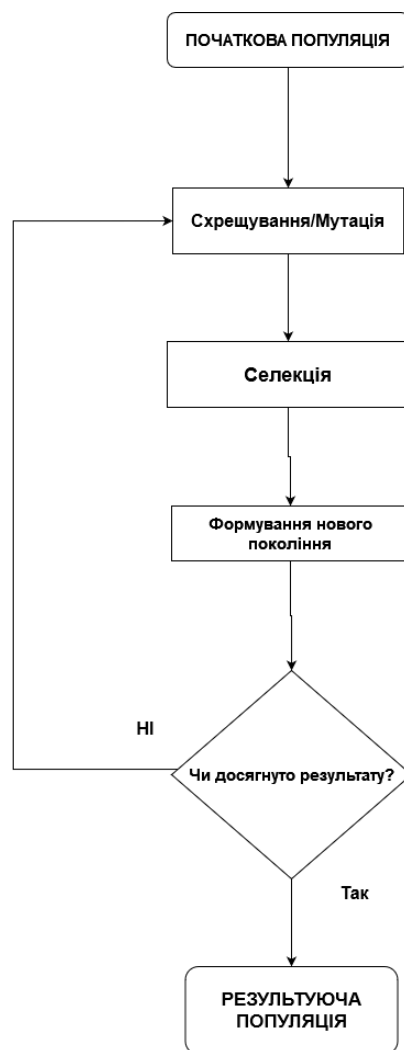 ПОЧАТКОВА ПОПУЛЯЦІЯ
Схрещування/Мутація
Селекція
Формування нового
покоління
НІ
Чи досягнуто результату?
Так
РЕЗУЛЬТУЮЧА
ПОПУЛЯЦІЯ